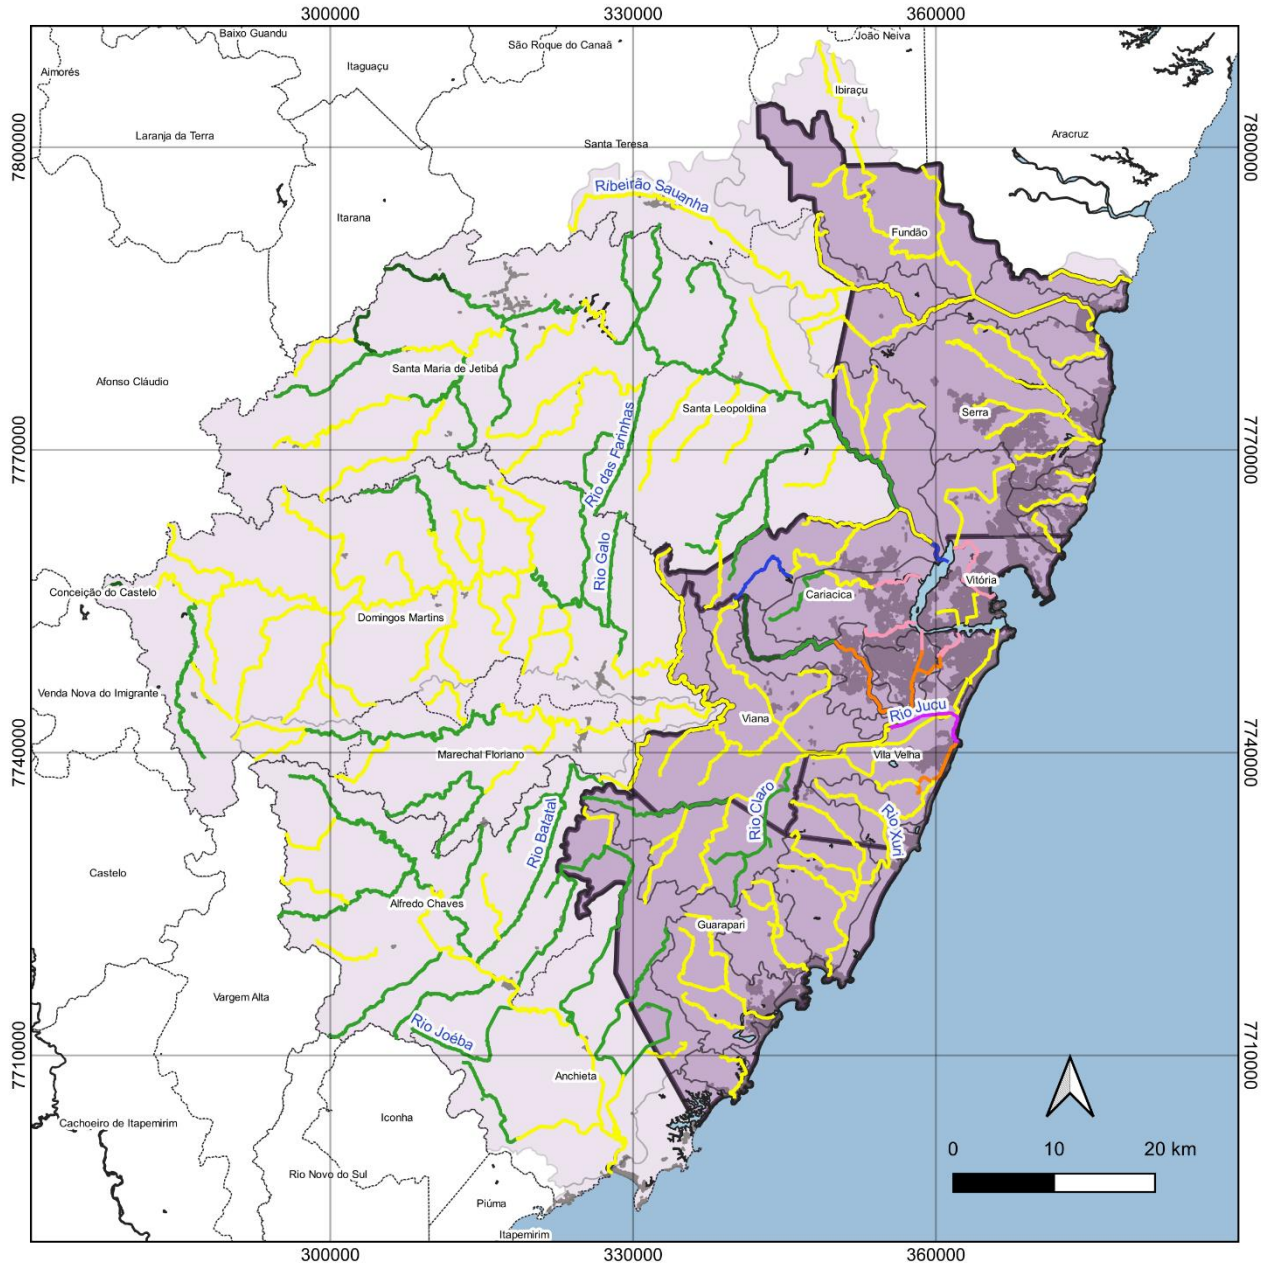 300000
330000
360000
Baixo Guandu
João Neiva
São Roque do Canaã
Itaguaçu
Aimorés
Ibiraçu
Laranja da Terra
Aracruz
Santa Teresa
7800000
7800000
Ribeirão Sauanha
Itarana
Fundão
Santa Maria de Jetibá
Afonso Cláudio
Santa Leopoldina
Serra
Rio das Farinhas
7770000
7770000
Rio Galo
Vitória
Conceição do Castelo
Cariacica
Domingos Martins
Venda Nova do Imigrante
Rio Jucu
Viana
Marechal Floriano
Vila Velha
7740000
7740000
Rio Claro
Rio Batatal
Rio Xuri
Castelo
Alfredo Chaves
Guarapari
Vargem Alta
Rio Joéba
7710000
7710000
Anchieta
Iconha
Cachoeiro de Itapemirim
0 10 20 km
Rio Novo do Sul
Piúma
Itapemirim
300000
330000
360000